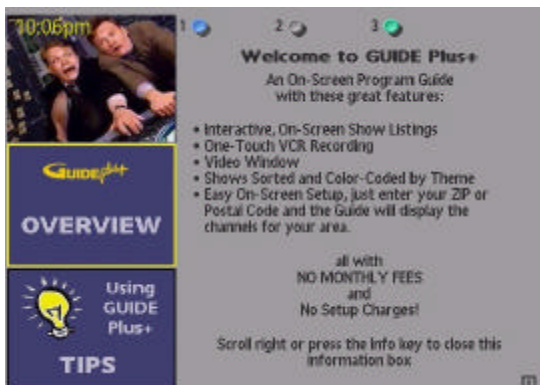 10:06pm
1 2 3
Welcome to GUIDE Plus+
An On-Screen Program Guide
with these great features:
• Interactive, On-Screen Show Listings
• One-Touch VCR Recording
• Video Window
• Shows Sorted and Color-Coded by Theme
• Easy On-Screen Setup, just enter your ZIP or
Postal Code and the Guide will display the
channels for your area.
all with
NO MONTHLY FEES
and
No Setup Charges!
Scroll right or press the info key to close this
information box
GUIDE plus+
OVERVIEW
Using
GUIDE
Plus+
TIPS